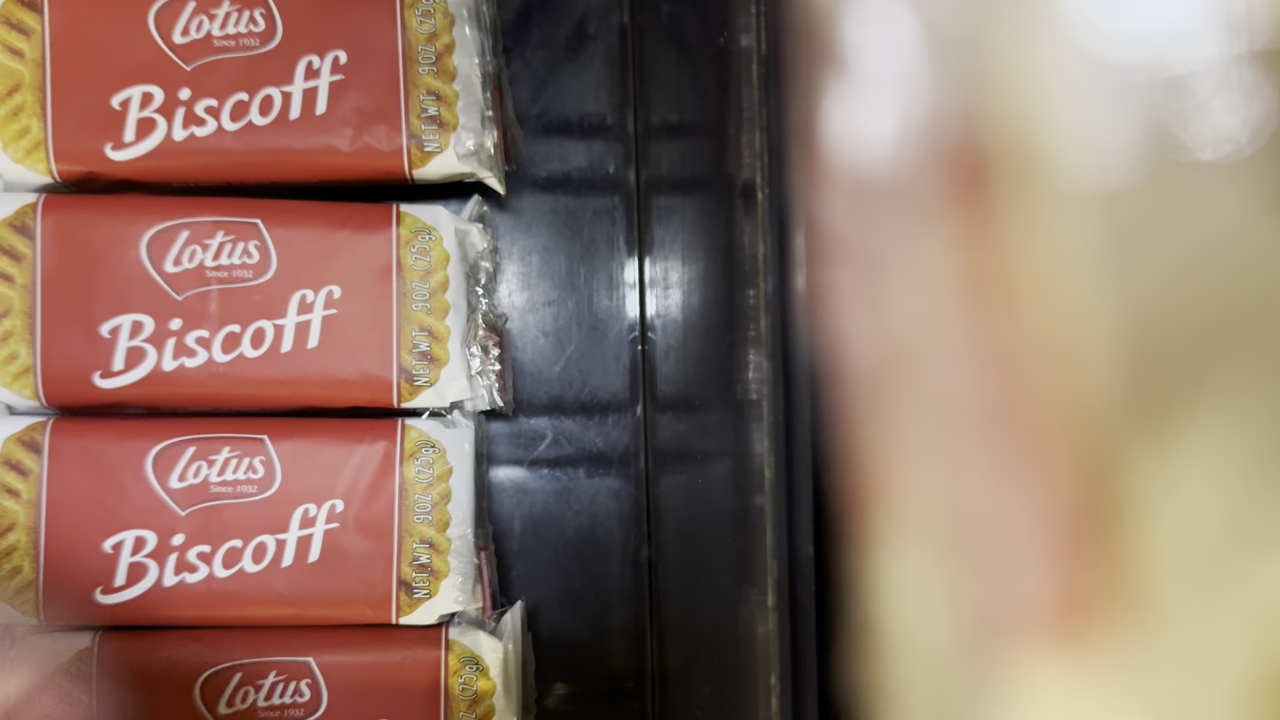 Lotus
Since 1932
Biscoff
NET.WT. .9OZ (25g)
Lotus
Since 1932
Biscoff
NET.WT. .9OZ (25g)
Lotus
Since 1932
Biscoff
NET.WT. .9OZ (25g)
Lotus
Since 1932
Z (25g)